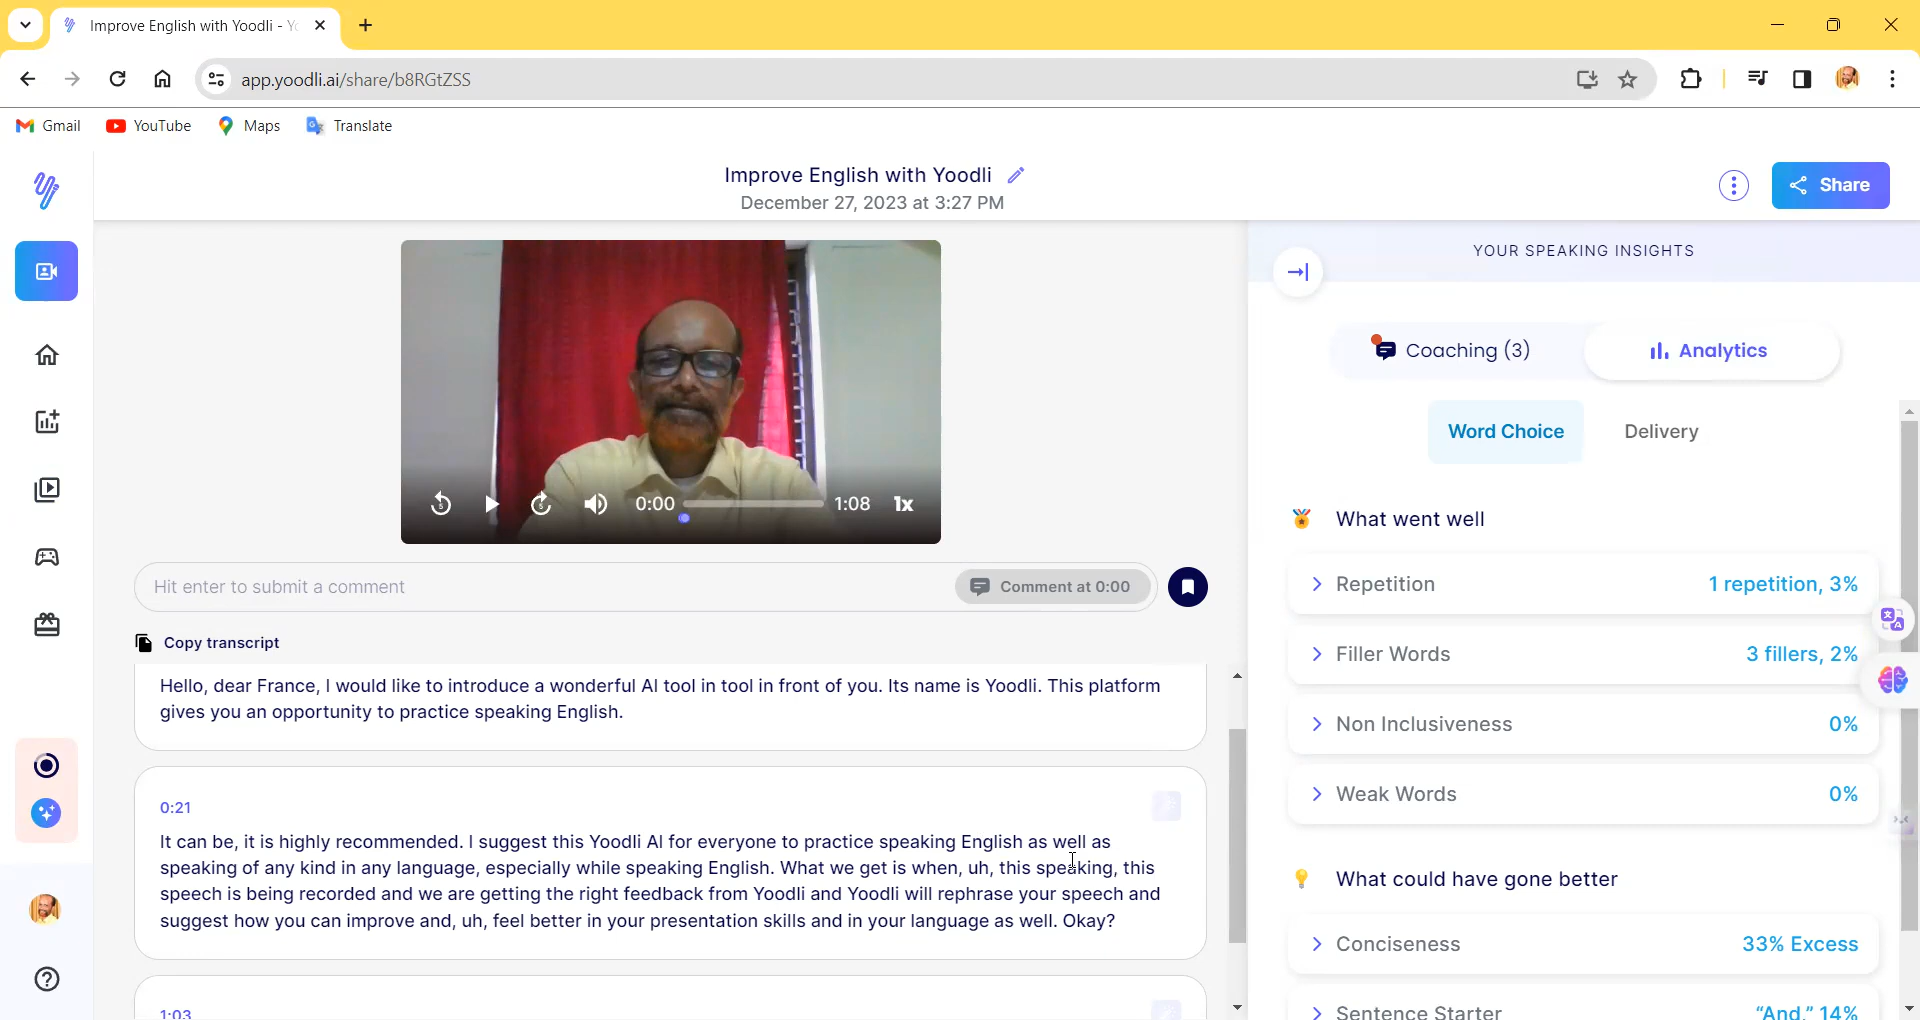 Improve English with Yoodli - Yo
app.yoodli.ai/share/b8RGtZSS
Gmail
YouTube
Maps
Translate
Improve English with Yoodli
December 27, 2023 at 3:27 PM
Share
YOUR SPEAKING INSIGHTS
Coaching (3)
Analytics
Word Choice
Delivery
0:00
1:08
1x
What went well
Hit enter to submit a comment
Comment at 0:00
Repetition
1 repetition, 3%
Copy transcript
Filler Words
3 fillers, 2%
Hello, dear France, I would like to introduce a wonderful AI tool in tool in front of you. Its name is Yoodli. This platform
gives you an opportunity to practice speaking English.
Non Inclusiveness
0%
Weak Words
0%
0:21
It can be, it is highly recommended. I suggest this Yoodli AI for everyone to practice speaking English as well as
speaking of any kind in any language, especially while speaking English. What we get is when, uh, this speaking, this
speech is being recorded and we are getting the right feedback from Yoodli and Yoodli will rephrase your speech and
suggest how you can improve and, uh, feel better in your presentation skills and in your language as well. Okay?
What could have gone better
Conciseness
33% Excess
1:03
Sentence Starter
"And," 14%